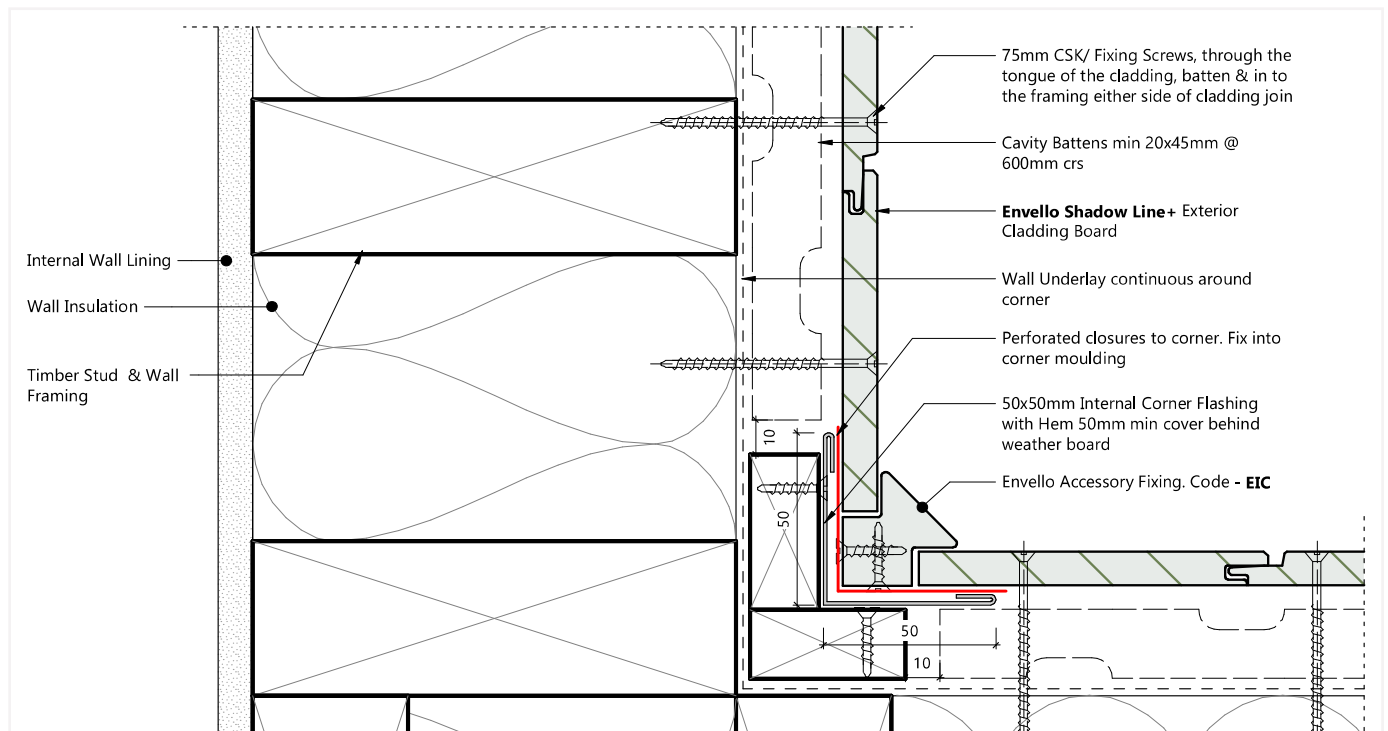 75mm CSK/ Fixing Screws, through the
tongue of the cladding, batten & in to
the framing either side of cladding join
Cavity Battens min 20x45mm @
600mm crs
Envello Shadow Line+ Exterior
Cladding Board
Internal Wall Lining
Wall Insulation
Timber Stud & Wall
Framing
Wall Underlay continuous around
corner
Perforated closures to corner. Fix into
corner moulding
50x50mm Internal Corner Flashing
with Hem 50mm min cover behind
weather board
Envello Accessory Fixing. Code - EIC
10
50
50
10